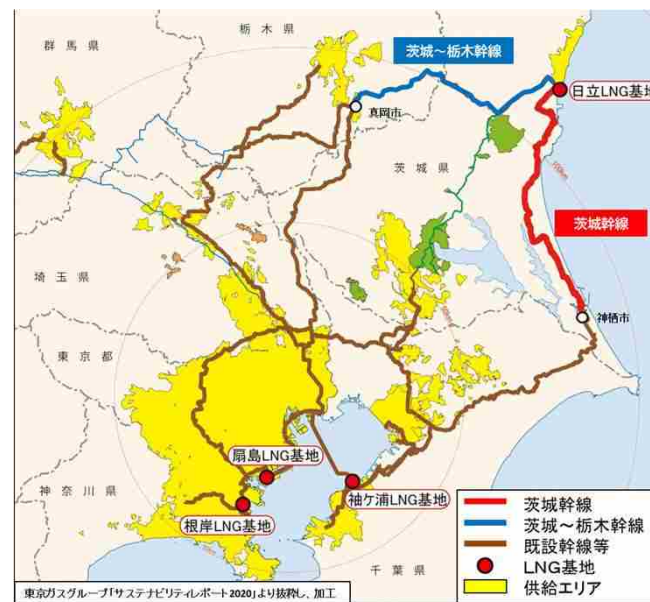 群馬県
栃木県
茨城～栃木幹線
日立LNG基地
真岡市
茨城県
茨城幹線
埼玉県
神栖市
東京都
扇島LNG基地
袖ケ浦LNG基地
神奈川県
根岸LNG基地
千葉県
茨城幹線
茨城～栃木幹線
既設幹線等
LNG基地
供給エリア
東京ガスグループ「サステナビリティレポート2020」より抜粋し、加工